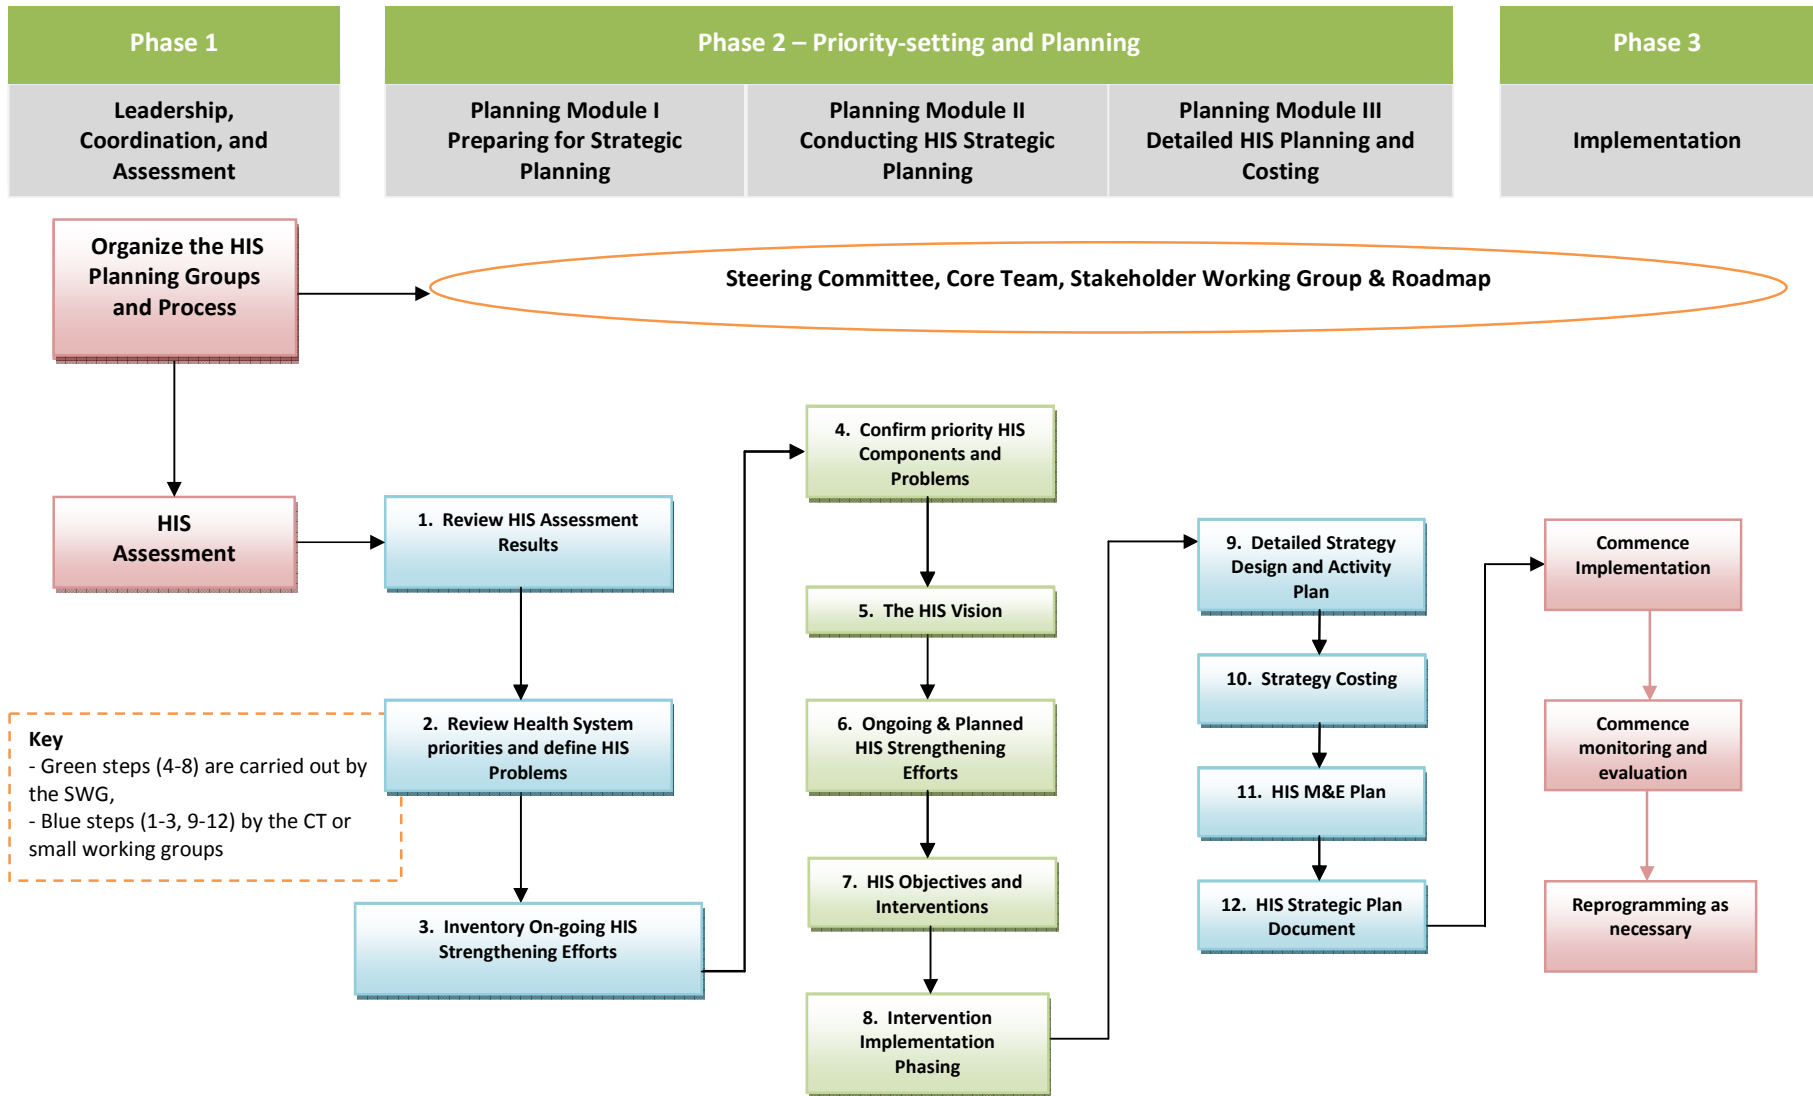 Phase 1
Phase 2 – Priority-setting and Planning
Phase 3
Leadership,
Coordination, and
Assessment
Planning Module I
Preparing for Strategic
Planning
Planning Module II
Conducting HIS Strategic
Planning
Planning Module III
Detailed HIS Planning and
Costing
Implementation
Organize the HIS
Planning Groups
and Process
Steering Committee, Core Team, Stakeholder Working Group & Roadmap
HIS
Assessment
1. Review HIS Assessment
Results
2. Review Health System
priorities and define HIS
Problems
3. Inventory On-going HIS
Strengthening Efforts
Key
- Green steps (4-8) are carried out by
the SWG,
- Blue steps (1-3, 9-12) by the CT or
small working groups
4. Confirm priority HIS
Components and
Problems
5. The HIS Vision
6. Ongoing & Planned
HIS Strengthening
Efforts
7. HIS Objectives and
Interventions
8. Intervention
Implementation
Phasing
9. Detailed Strategy
Design and Activity
Plan
10. Strategy Costing
11. HIS M&E Plan
12. HIS Strategic Plan
Document
Commence
Implementation
Commence
monitoring and
evaluation
Reprogramming as
necessary